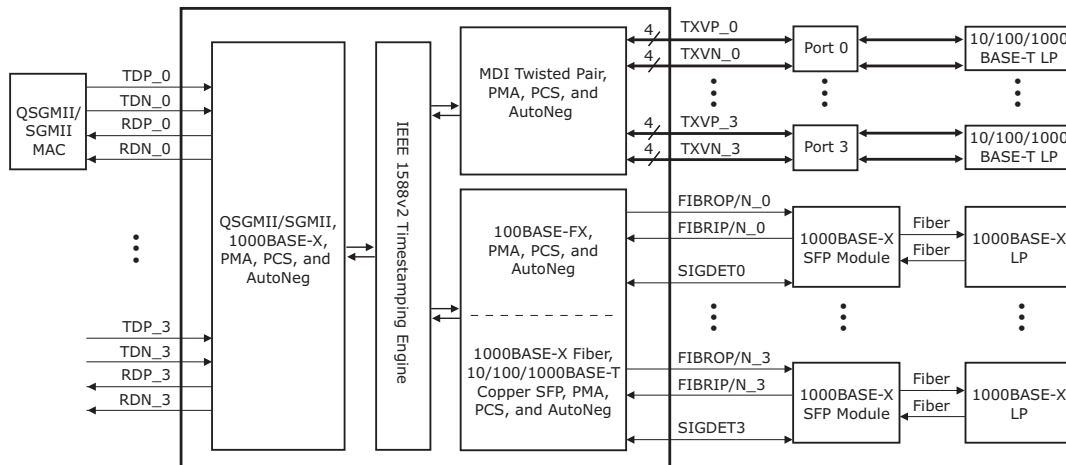 QSGMII/
SGMII
MAC
TDP_0
TDN_0
RDP_0
RDN_0
TDP_3
TDN_3
RDP_3
RDN_3
QSGMII/SGMII,
1000BASE-X,
PMA, PCS, and
AutoNeg
IEEE 1588v2 Timestamping Engine
MDI Twisted Pair,
PMA, PCS, and
AutoNeg
100BASE-FX,
PMA, PCS, and
AutoNeg
1000BASE-X Fiber,
10/100/1000BASE-T
Copper SFP, PMA,
PCS, and AutoNeg
4 TXVP_0
4 TXVN_0
4 TXVP_3
4 TXVN_3
Port 0
Port 3
10/100/1000
BASE-T LP
10/100/1000
BASE-T LP
FIBROP/N_0
FIBRIP/N_0
SIGDET0
1000BASE-X
SFP Module
Fiber
Fiber
1000BASE-X
LP
FIBROP/N_3
FIBRIP/N_3
SIGDET3
1000BASE-X
SFP Module
Fiber
Fiber
1000BASE-X
LP